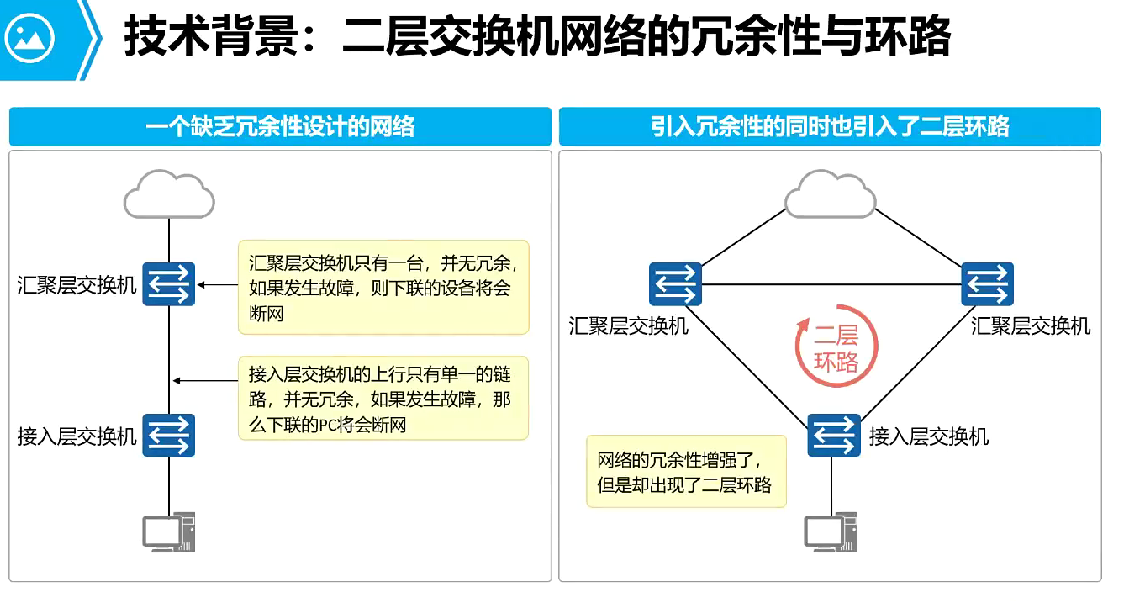 技术背景：二层交换机网络的冗余性与环路
一个缺乏冗余性设计的网络
汇聚层交换机
汇聚层交换机只有一台，并无冗余，
如果发生故障，则下联的设备将会
断网
接入层交换机的上行只有单一的链
路，并无冗余，如果发生故障，那
么下联的PC将会断网
接入层交换机
引入冗余性的同时也引入了二层环路
汇聚层交换机
汇聚层交换机
二层
环路
接入层交换机
网络的冗余性增强了，
但是却出现了二层环路